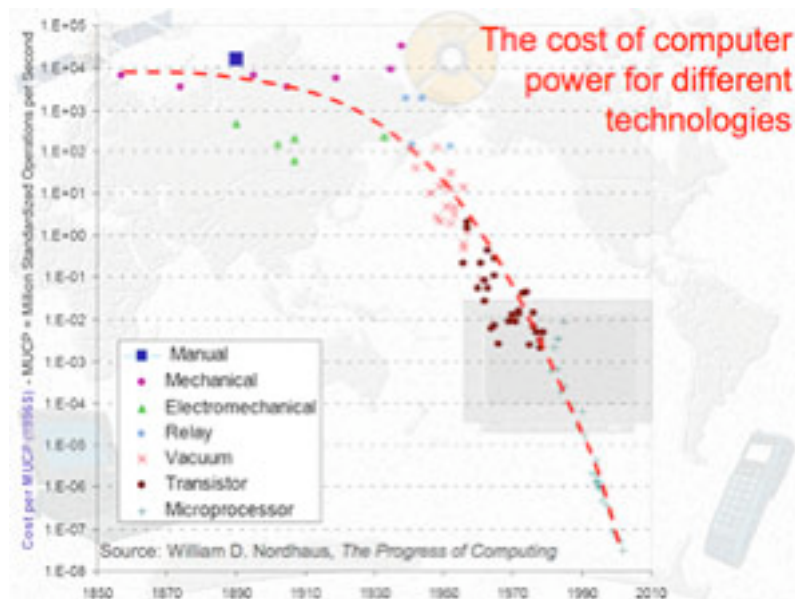 The cost of computer
power for different
technologies
Cost per MUCP (1996$) - MUCP = Million Standardized Operations per Second
1.E+05
1.E+04
1.E+03
1.E+02
1.E+01
1.E+00
1.E-01
1.E-02
1.E-03
1.E-04
1.E-05
1.E-06
1.E-07
1.E-08
Manual
Mechanical
Electromechanical
Relay
Vacuum
Transistor
Microprocessor
Source: William D. Nordhaus, The Progress of Computing
1850 1870 1890 1910 1930 1950 1970 1990 2010